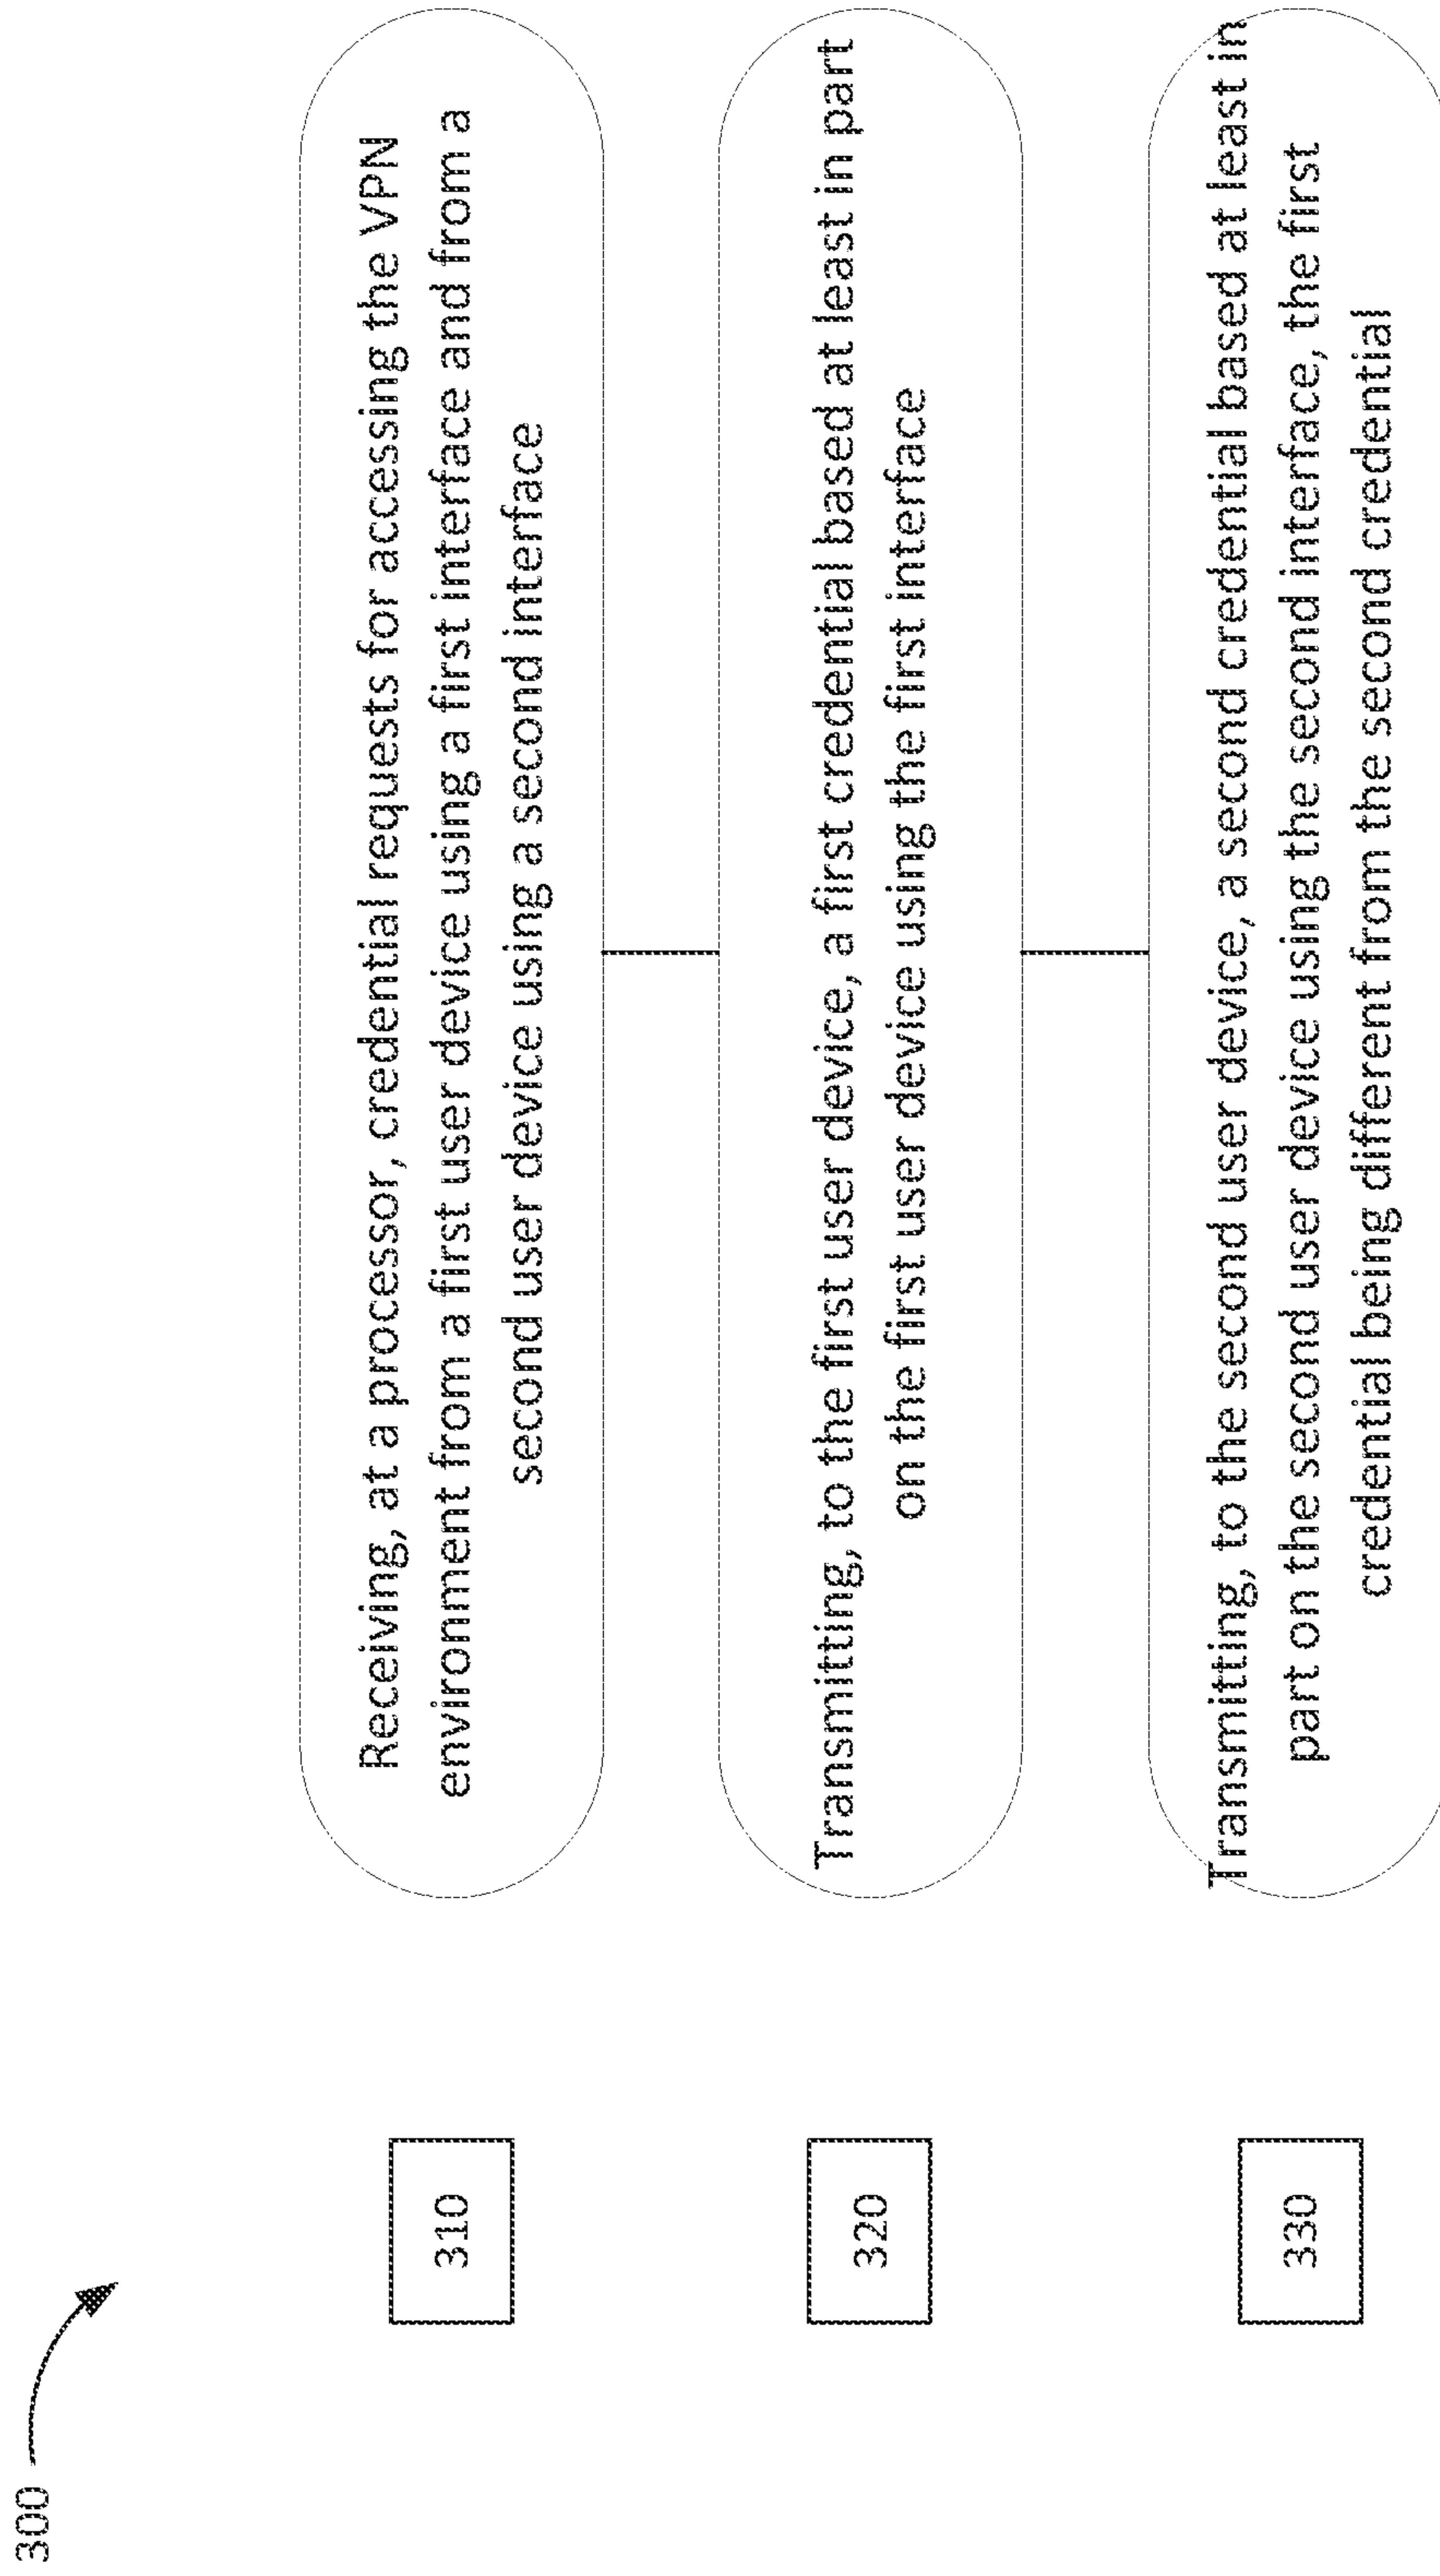 300
310
Receiving, at a processor, credential requests for accessing the VPN
environment from a first user device using a first interface and from a
second user device using a second interface
320
Transmitting, to the first user device, a first credential based at least in part
on the first user device using the first interface
330
Transmitting, to the second user device, a second credential based at least in
part on the second user device using the second interface, the first
credential being different from the second credential